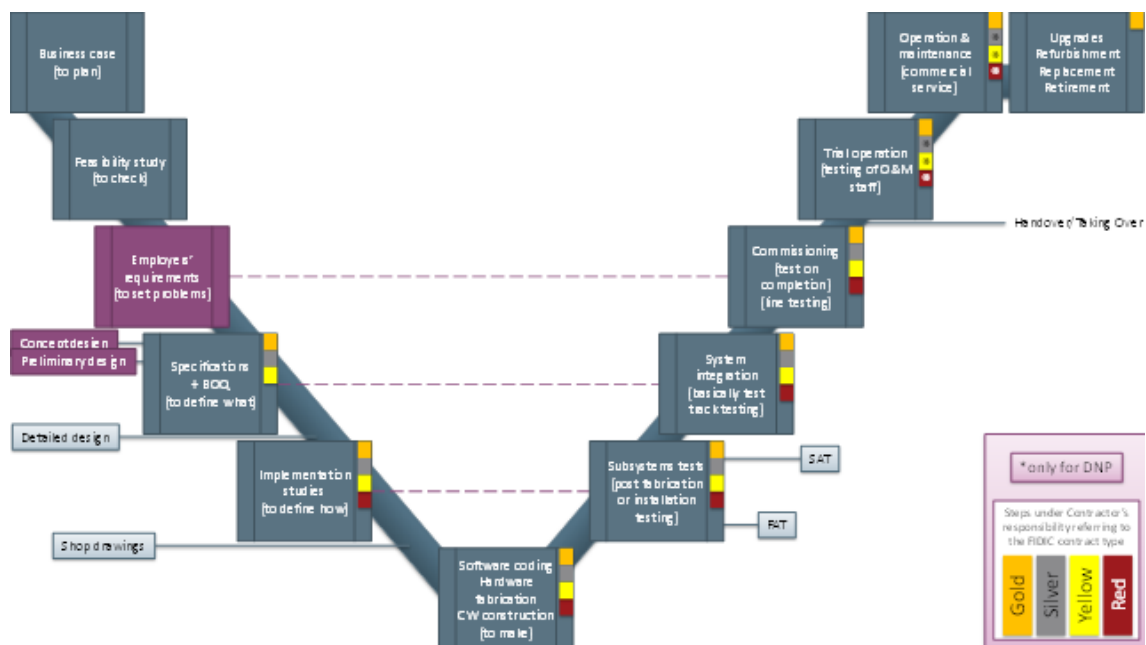 Business case
(to plan)
Feasibility study
(to check)
Employers'
requirements
(to set problems)
Concept desien
Preliminary design
Specifications
+ BOQ,
(to define what)
Detailed design
Implementation
studies
(to define how)
Shop drawings
Software coding
Hardware
fabrication
CW construction
(to make)
Subsystems tests
(post fabrication
or installation
testing)
SAT
FAT
System
integration
(basically test
track testing)
Commissioning
(test on
completion)
(line testing)
Handover/Taking Over
Trial operation
(testing of O&M
staff)
Operation &
maintenance
(commercial
service)
Upgrades
Refurbishment
Replacement
Retirement
*only for DNP
Steps under Contractor's
responsibility referring to
the FIDIC contract type
Gold
Silver
Yellow
Red